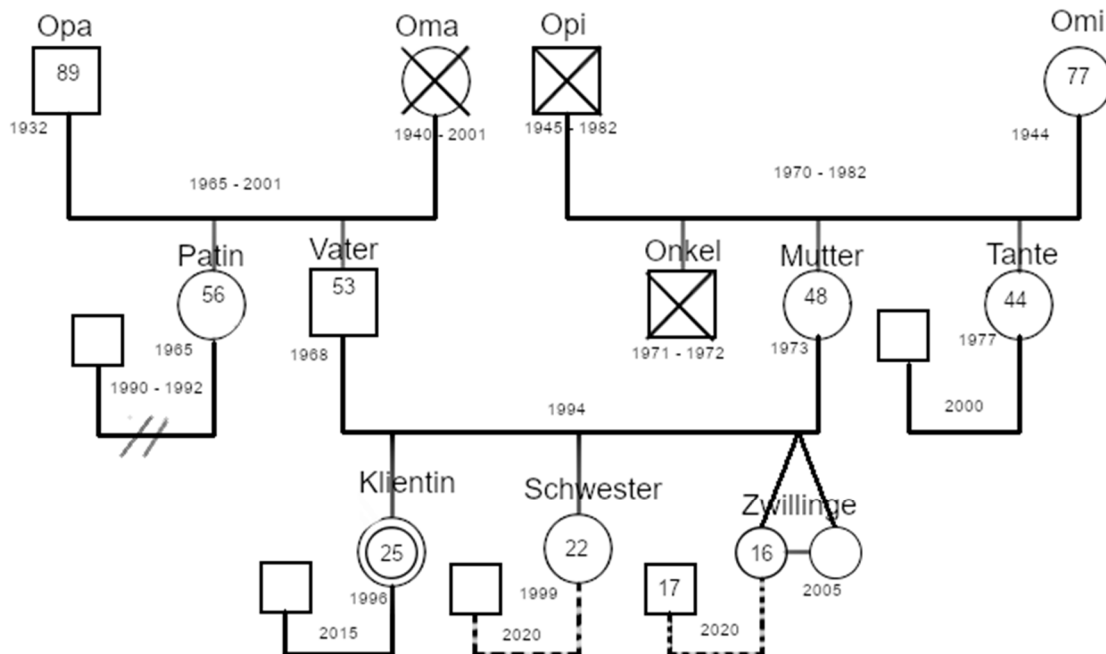 Opa
Oma
Opi
Omi
89
77
1932
1940 - 2001
1945 - 1982
1944
1965 - 2001
1970 - 1982
Patin
Vater
Onkel
Mutter
Tante
56
53
48
44
1965
1968
1971 - 1972
1973
1977
1990 - 1992
1994
2000
Klientin
Schwester
Zwillinge
25
22
16
17
1996
1999
2005
2015
2020
2020